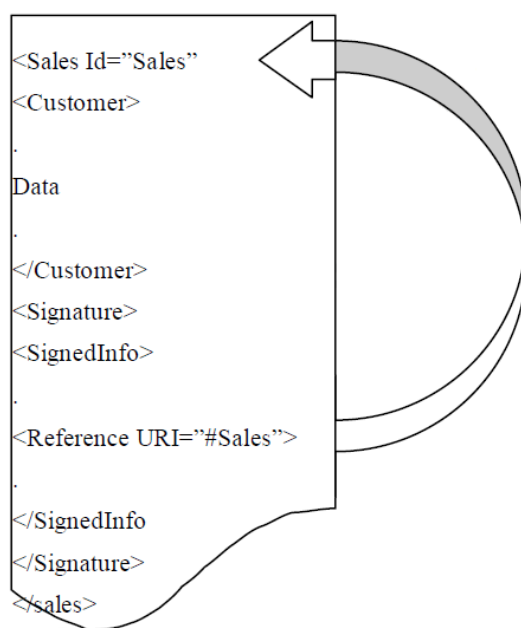 <Sales Id=”Sales”
<Customer>
.
Data
.
</Customer>
<Signature>
<SignedInfo>
.
<Reference URI=”#Sales”>
.
</SignedInfo
</Signature>
</sales>